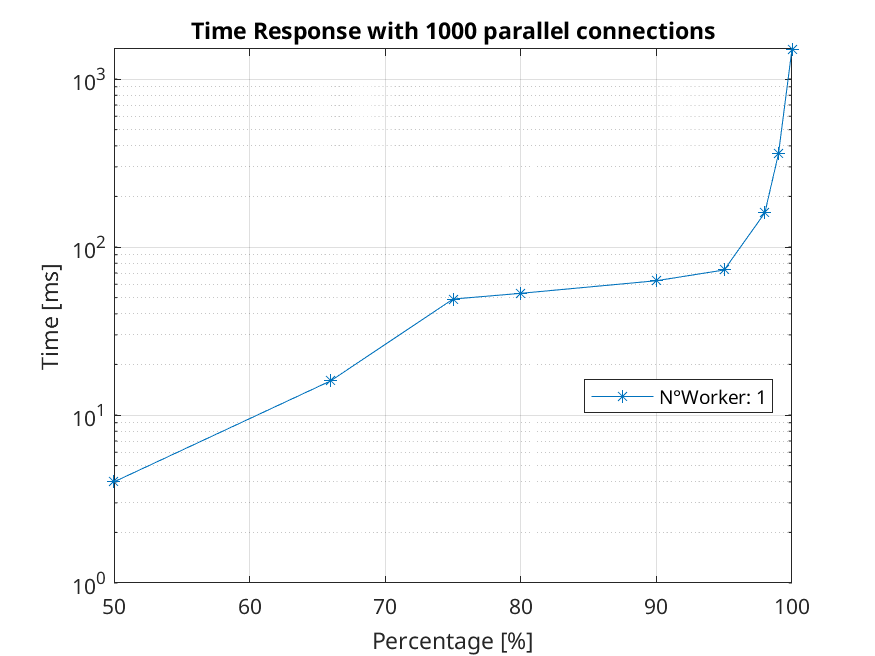 Time Response with 1000 parallel connections
10^3
10^2
10^1
10^0
Time [ms]
N°Worker: 1
50 60 70 80 90 100
Percentage [%]